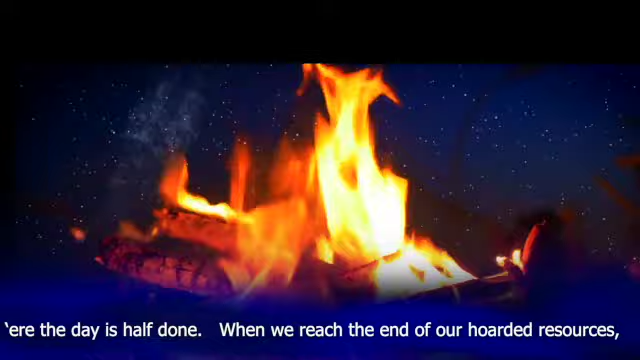 ‘ere the day is half done.   When we reach the end of our hoarded resources,